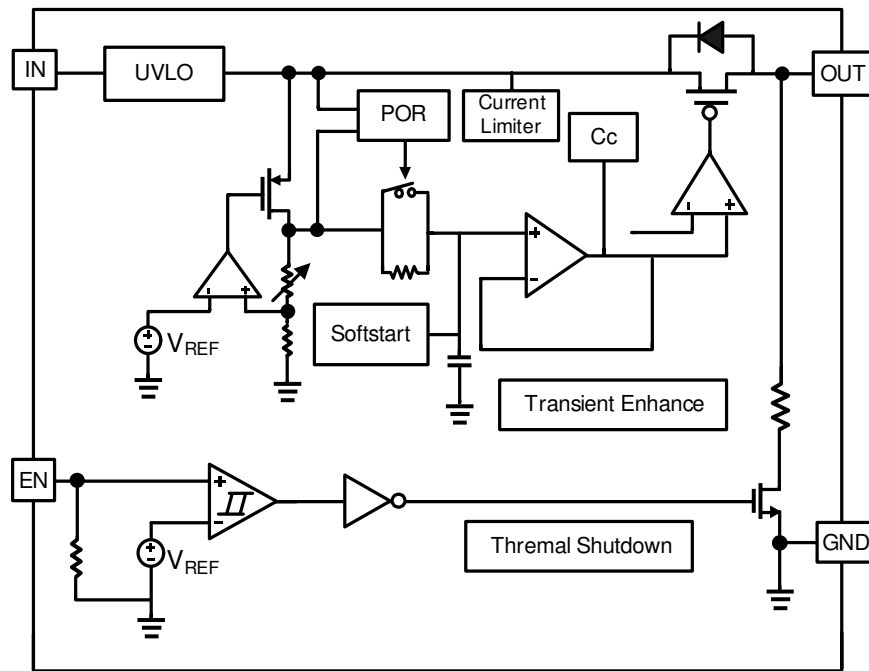 IN
UVLO
OUT
POR
Current
Limiter
Cc
- +
+
-
- +
+
-
VREF
Softstart
Transient Enhance
EN
+
-
+
-
VREF
Thremal Shutdown
GND